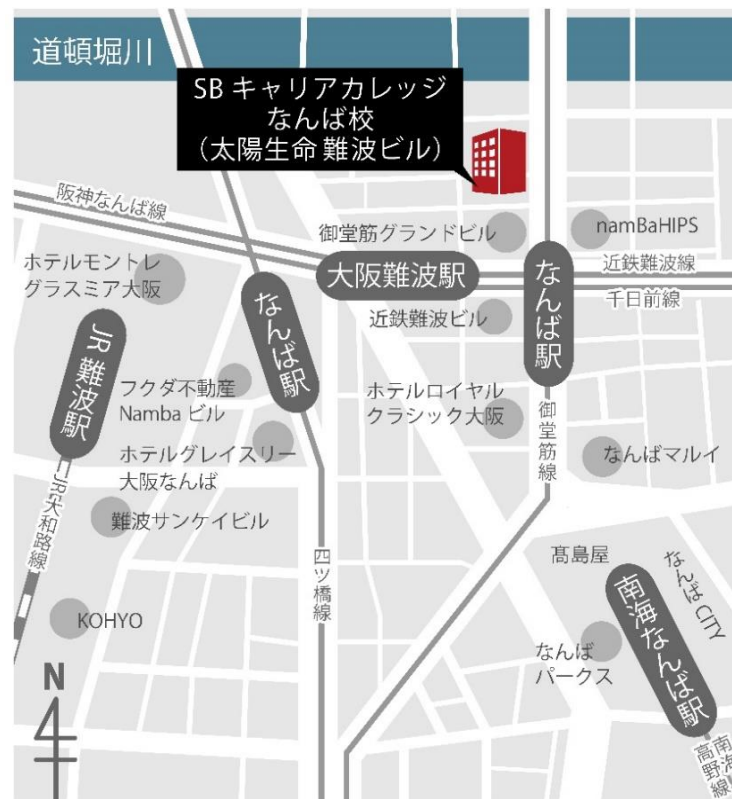 道頓堀川
SB キャリアカレッジ
なんば校
（太陽生命 難波ビル）
阪神なんば線
御堂筋グランドビル
namBaHIPS
ホテルモントレ
グラスミア大阪
大阪難波駅
なんば駅
近鉄難波線
千日前線
近鉄難波ビル
なんば駅
JR 難波駅
フクダ不動産
Namba ビル
ホテルロイヤル
クラシック大阪
御堂筋線
ホテルグレイスリー
大阪なんば
なんばマルイ
JR大和路線
難波サンケイビル
四ツ橋線
髙島屋
なんばCITY
南海なんば駅
KOHYO
なんば
パークス
N
南海
高野線